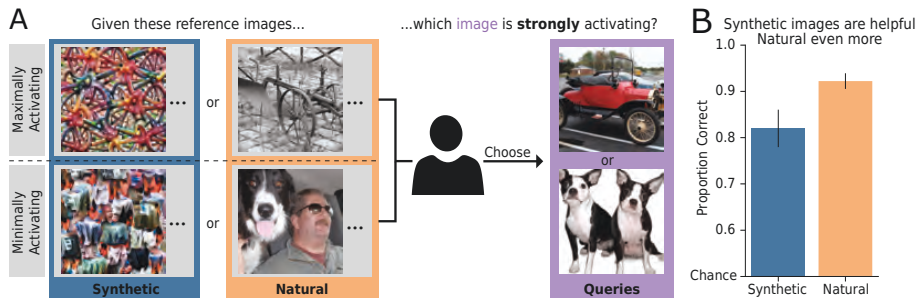 A
Given these reference images...
...which image is strongly activating?
Maximally
Activating
... or ...
Minimally
Activating
... or ...
Choose
or
Synthetic
Natural
Queries
B
Synthetic images are helpful
Natural even more
Proportion Correct
1.0
0.9
0.8
0.7
0.6
Chance
Synthetic
Natural